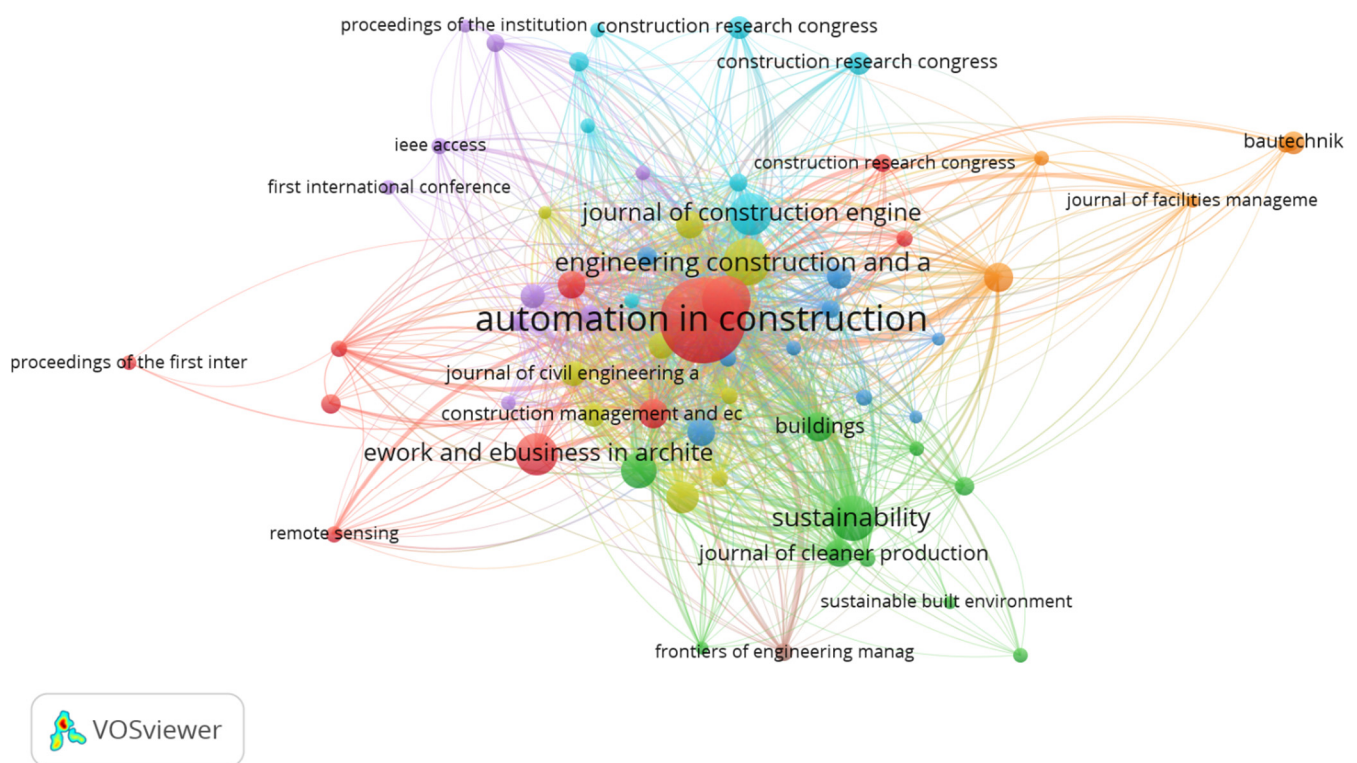 proceedings of the institution
construction research congress
construction research congress
ieee access
bautechnik
construction research congress
first international conference
journal of facilities manageme
journal of construction engine
engineering construction and a
automation in construction
proceedings of the first inter
journal of civil engineering a
construction management and ec
buildings
ework and ebusiness in archite
sustainability
remote sensing
journal of cleaner production
sustainable built environment
frontiers of engineering manag
VOSviewer